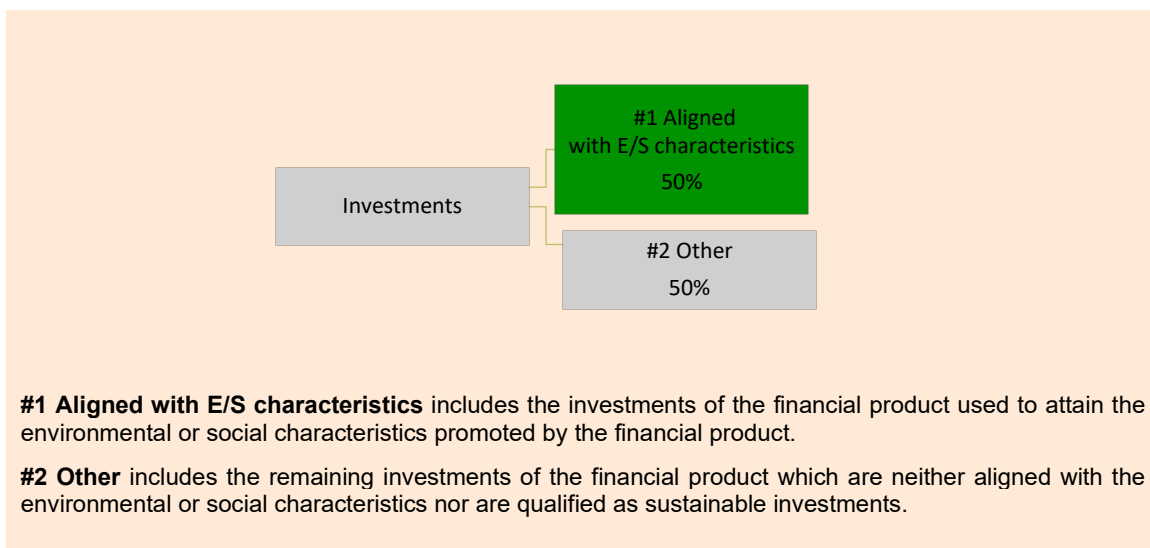 #1 Aligned
with E/S characteristics
50%
Investments
#2 Other
50%
#1 Aligned with E/S characteristics includes the investments of the financial product used to attain the
environmental or social characteristics promoted by the financial product.
#2 Other includes the remaining investments of the financial product which are neither aligned with the
environmental or social characteristics nor are qualified as sustainable investments.